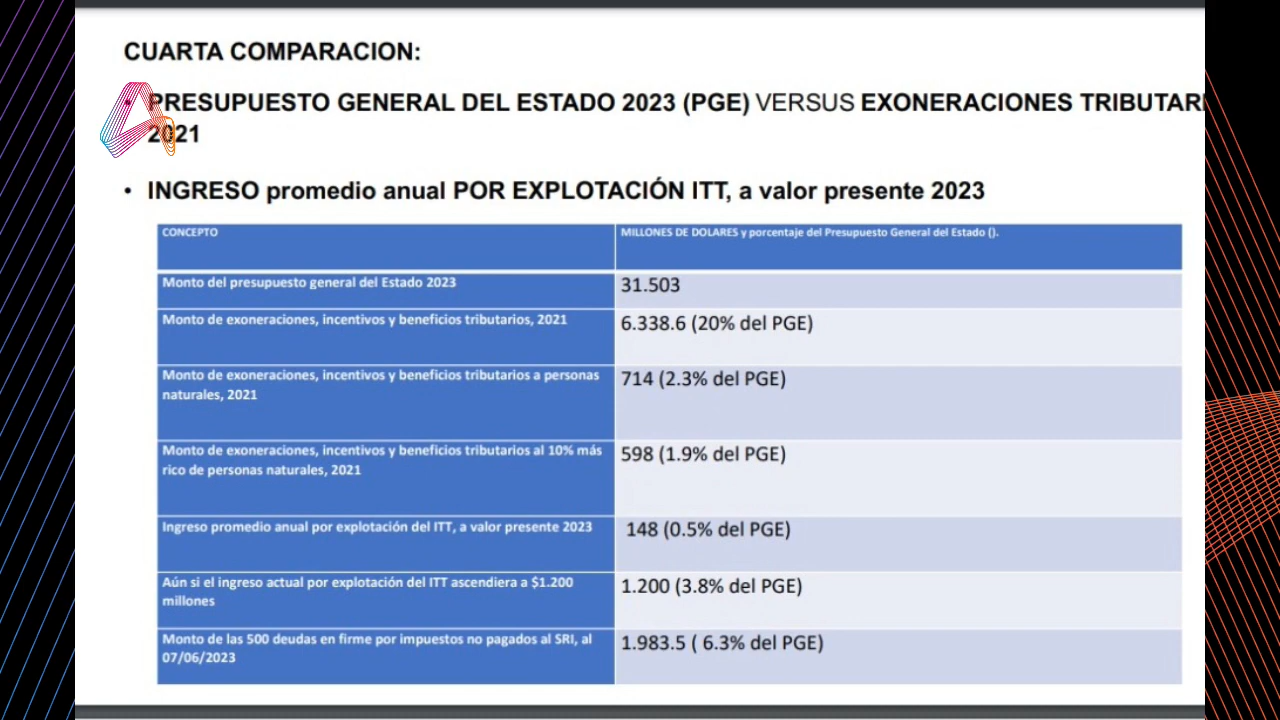 CUARTA COMPARACION:
• PRESUPUESTO GENERAL DEL ESTADO 2023 (PGE) VERSUS EXONERACIONES
2021
• INGRESO promedio anual POR EXPLOTACIÓN ITT, a valor presente 2023
CONCEPTO
MILLONES DE DOLARES y porcentaje del Presupuesto General del Estado ().
Monto del presupuesto general del Estado 2023
31.503
Monto de exoneraciones, incentivos y beneficios tributarios, 2021
6.338.6 (20% del PGE)
Monto de exoneraciones, incentivos y beneficios tributarios a personas
naturales, 2021
714 (2.3% del PGE)
Monto de exoneraciones, incentivos y beneficios tributarios al 10% más
rico de personas naturales, 2021
598 (1.9% del PGE)
Ingreso promedio anual por explotación del ITT, a valor presente 2023
148 (0.5% del PGE)
Aún si el ingreso actual por explotación del ITT ascendiera a $1.200
millones
1.200 (3.8% del PGE)
Monto de las 500 deudas en firme por impuestos no pagados al SRI, al
07/06/2023
1.983.5 ( 6.3% del PGE)